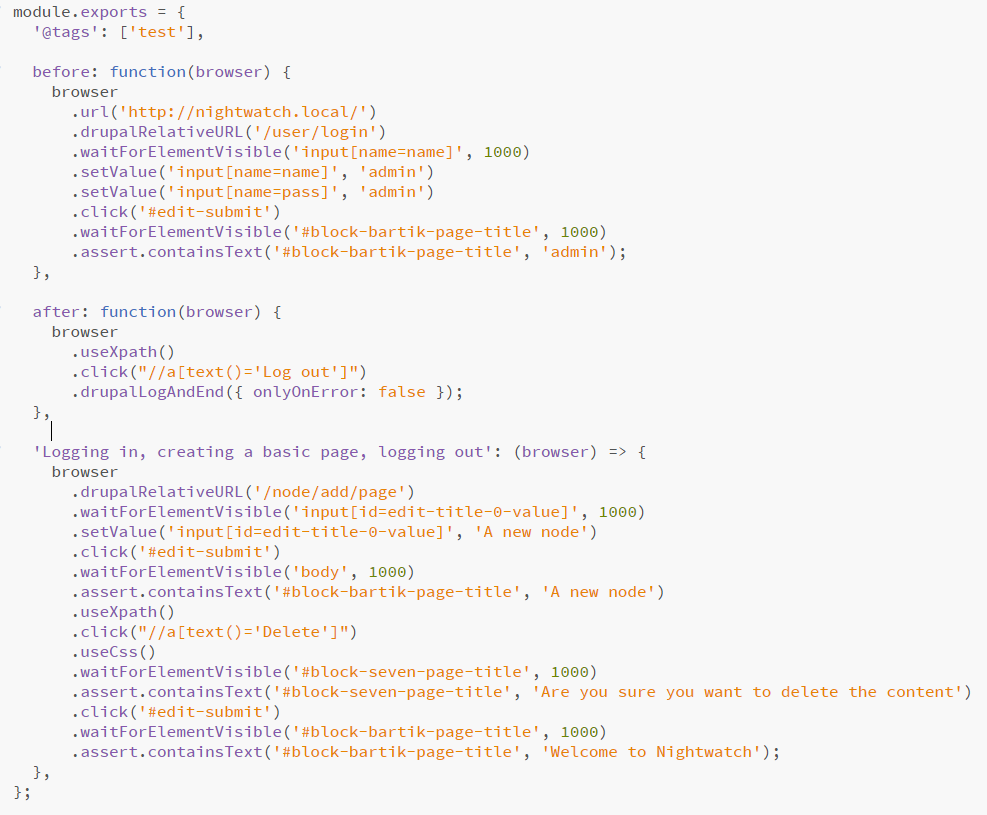 module.exports = {
  '@tags': ['test'],

  before: function(browser) {
    browser
      .url('http://nightwatch.local/')
      .drupalRelativeURL('/user/login')
      .waitForElementVisible('input[name=name]', 1000)
      .setValue('input[name=name]', 'admin')
      .setValue('input[name=pass]', 'admin')
      .click('#edit-submit')
      .waitForElementVisible('#block-bartik-page-title', 1000)
      .assert.containsText('#block-bartik-page-title', 'admin');
  },

  after: function(browser) {
    browser
      .useXpath()
      .click("//a[text()='Log out']")
      .drupalLogAndEnd({ onlyOnError: false });
  },

  'Logging in, creating a basic page, logging out': (browser) => {
    browser
      .drupalRelativeURL('/node/add/page')
      .waitForElementVisible('input[id=edit-title-0-value]', 1000)
      .setValue('input[id=edit-title-0-value]', 'A new node')
      .click('#edit-submit')
      .waitForElementVisible('body', 1000)
      .assert.containsText('#block-bartik-page-title', 'A new node')
      .useXpath()
      .click("//a[text()='Delete']")
      .useCss()
      .waitForElementVisible('#block-seven-page-title', 1000)
      .assert.containsText('#block-seven-page-title', 'Are you sure you want to delete the content')
      .click('#edit-submit')
      .waitForElementVisible('#block-bartik-page-title', 1000)
      .assert.containsText('#block-bartik-page-title', 'Welcome to Nightwatch');
  },
};